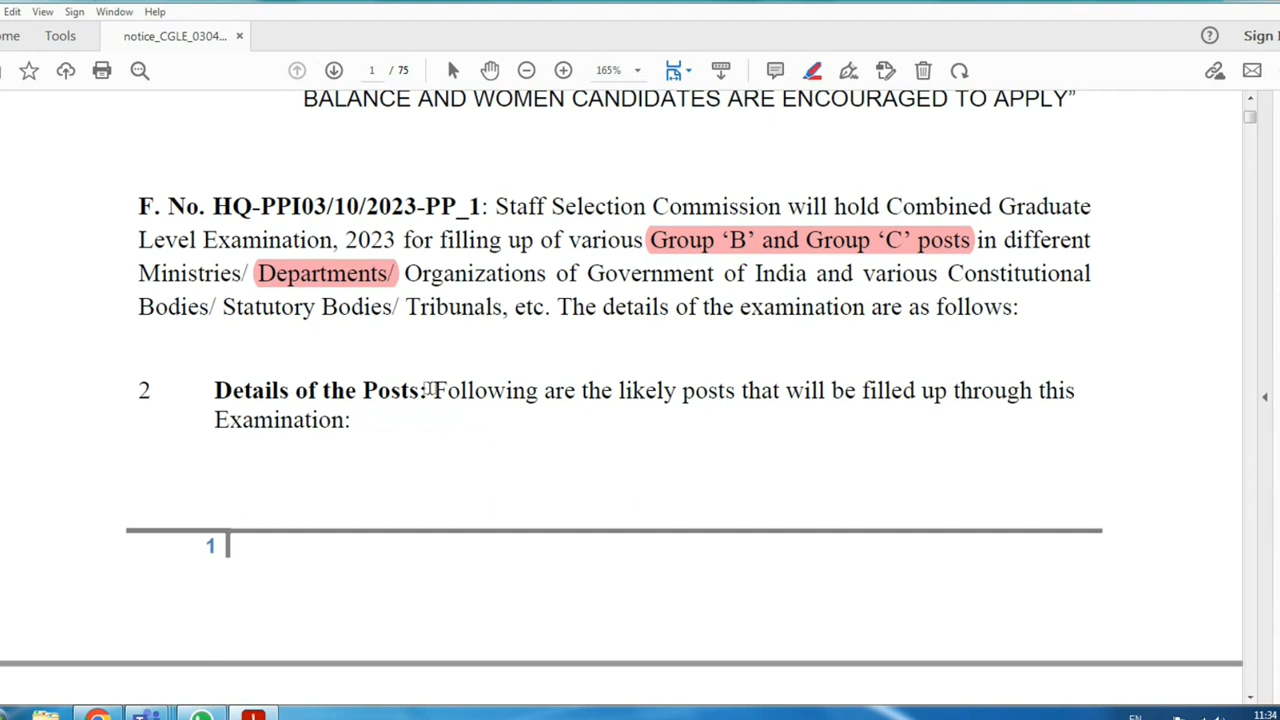 Edit View Sign Window Help
ome Tools notice_CGLE_0304... × Sign I
1 / 75 165%
BALANCE AND WOMEN CANDIDATES ARE ENCOURAGED TO APPLY”
F. No. HQ-PPI03/10/2023-PP_1: Staff Selection Commission will hold Combined Graduate
Level Examination, 2023 for filling up of various Group ‘B’ and Group ‘C’ posts in different
Ministries/ Departments/ Organizations of Government of India and various Constitutional
Bodies/ Statutory Bodies/ Tribunals, etc. The details of the examination are as follows:
2 Details of the Posts: Following are the likely posts that will be filled up through this
Examination:
1
EN 11:34